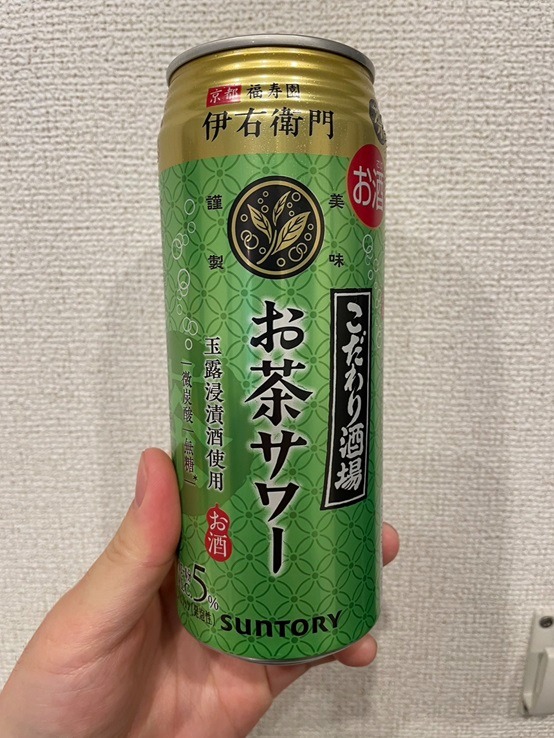 京都 福寿園
伊右衛門
お酒
謹製
美味
お茶サワー
こだわり酒場
玉露浸漬酒使用
微炭酸
無糖
お酒
5%
SUNTORY